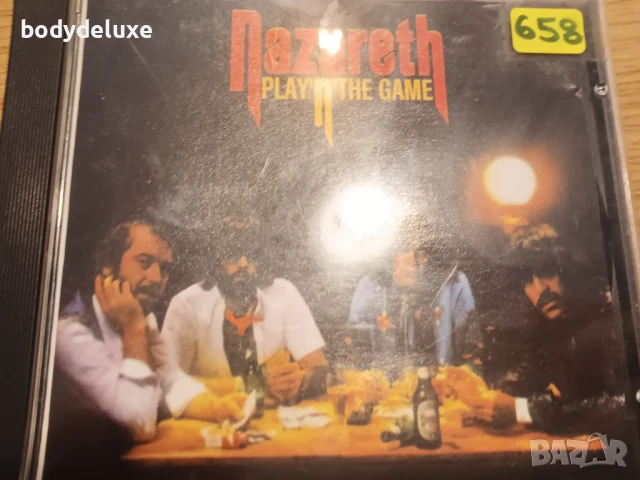 bodydeluxe
658
Nazareth
PLAY 'n' THE GAME
BAZAR